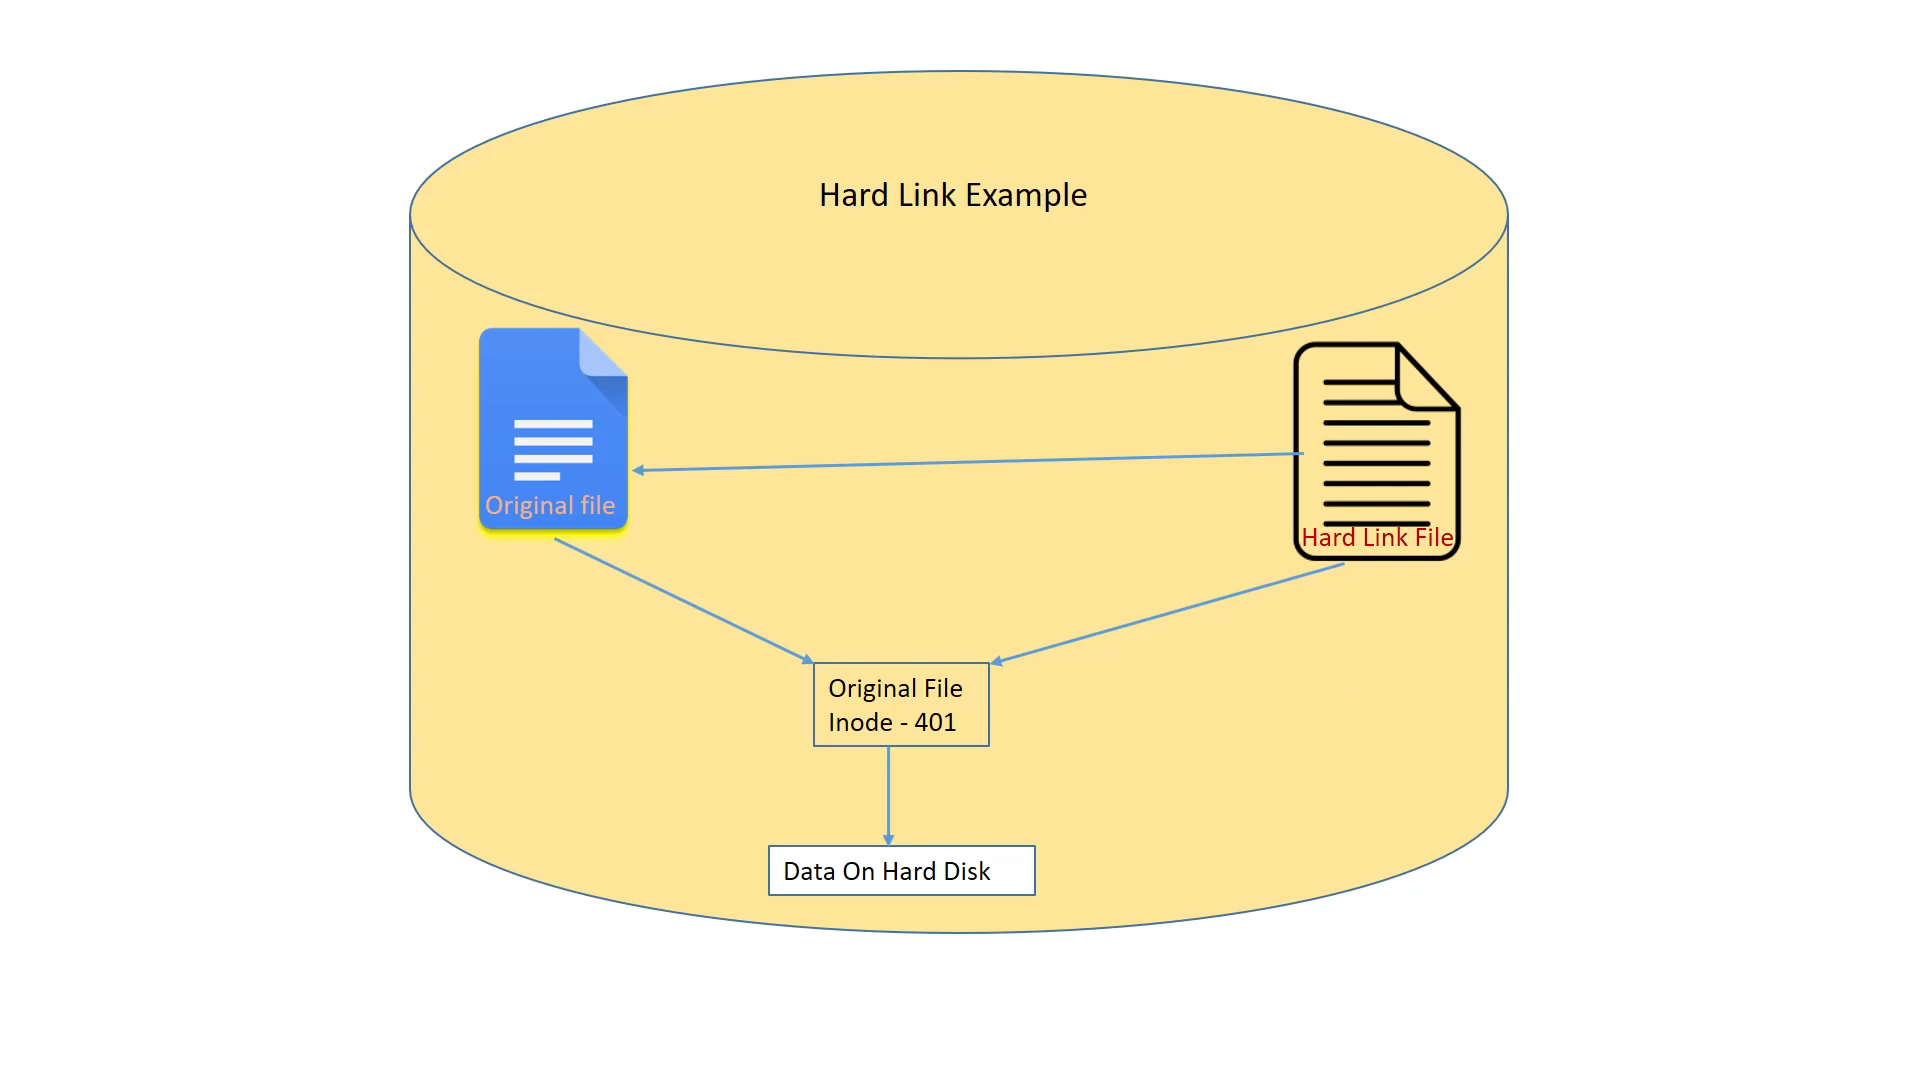 Hard Link Example
Original file
Hard Link File
Original File
Inode - 401
Data On Hard Disk